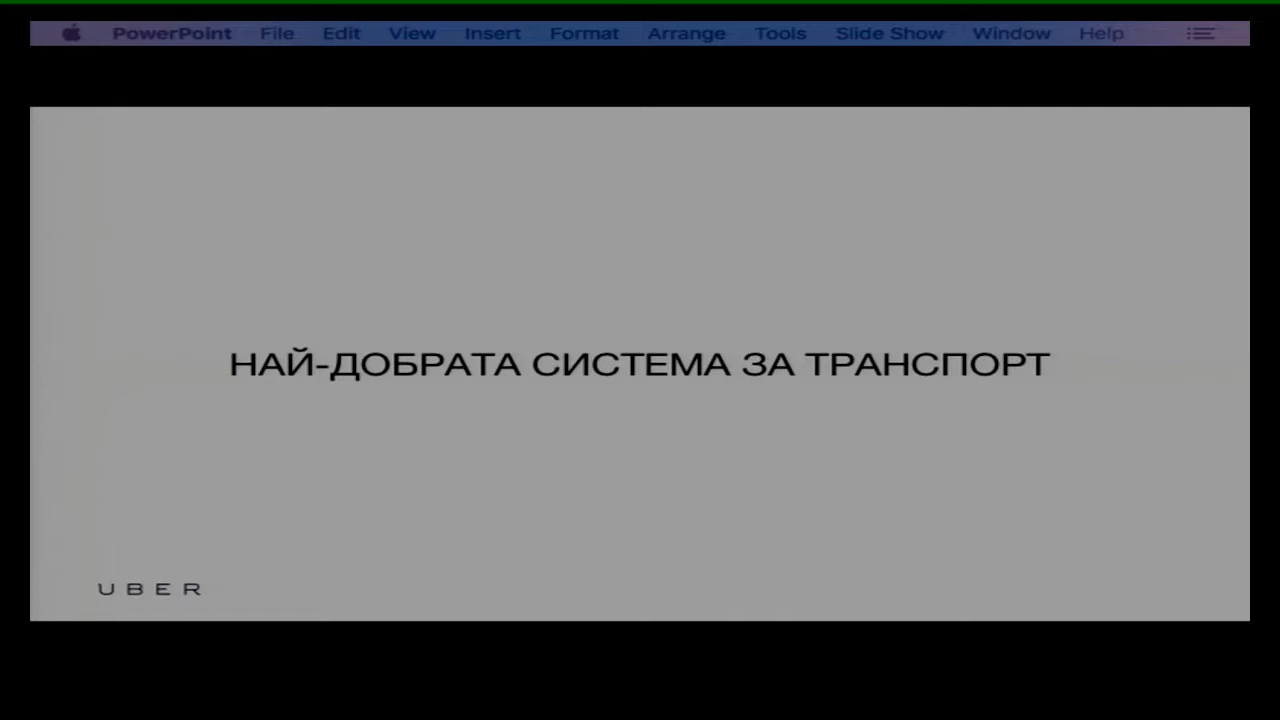 PowerPoint File Edit View Insert Format Arrange Tools Slide Show Window Help
НАЙ-ДОБРАТА СИСТЕМА ЗА ТРАНСПОРТ
UBER